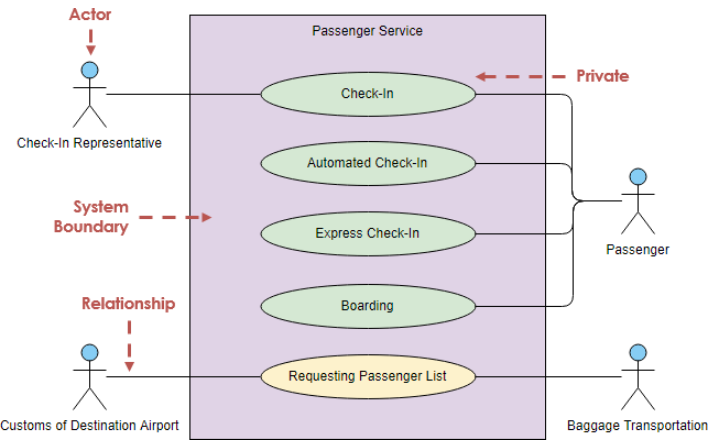 Actor
Passenger Service
Private
Check-In
Check-In Representative
Automated Check-In
System
Boundary
Express Check-In
Passenger
Relationship
Boarding
Requesting Passenger List
Customs of Destination Airport
Baggage Transportation